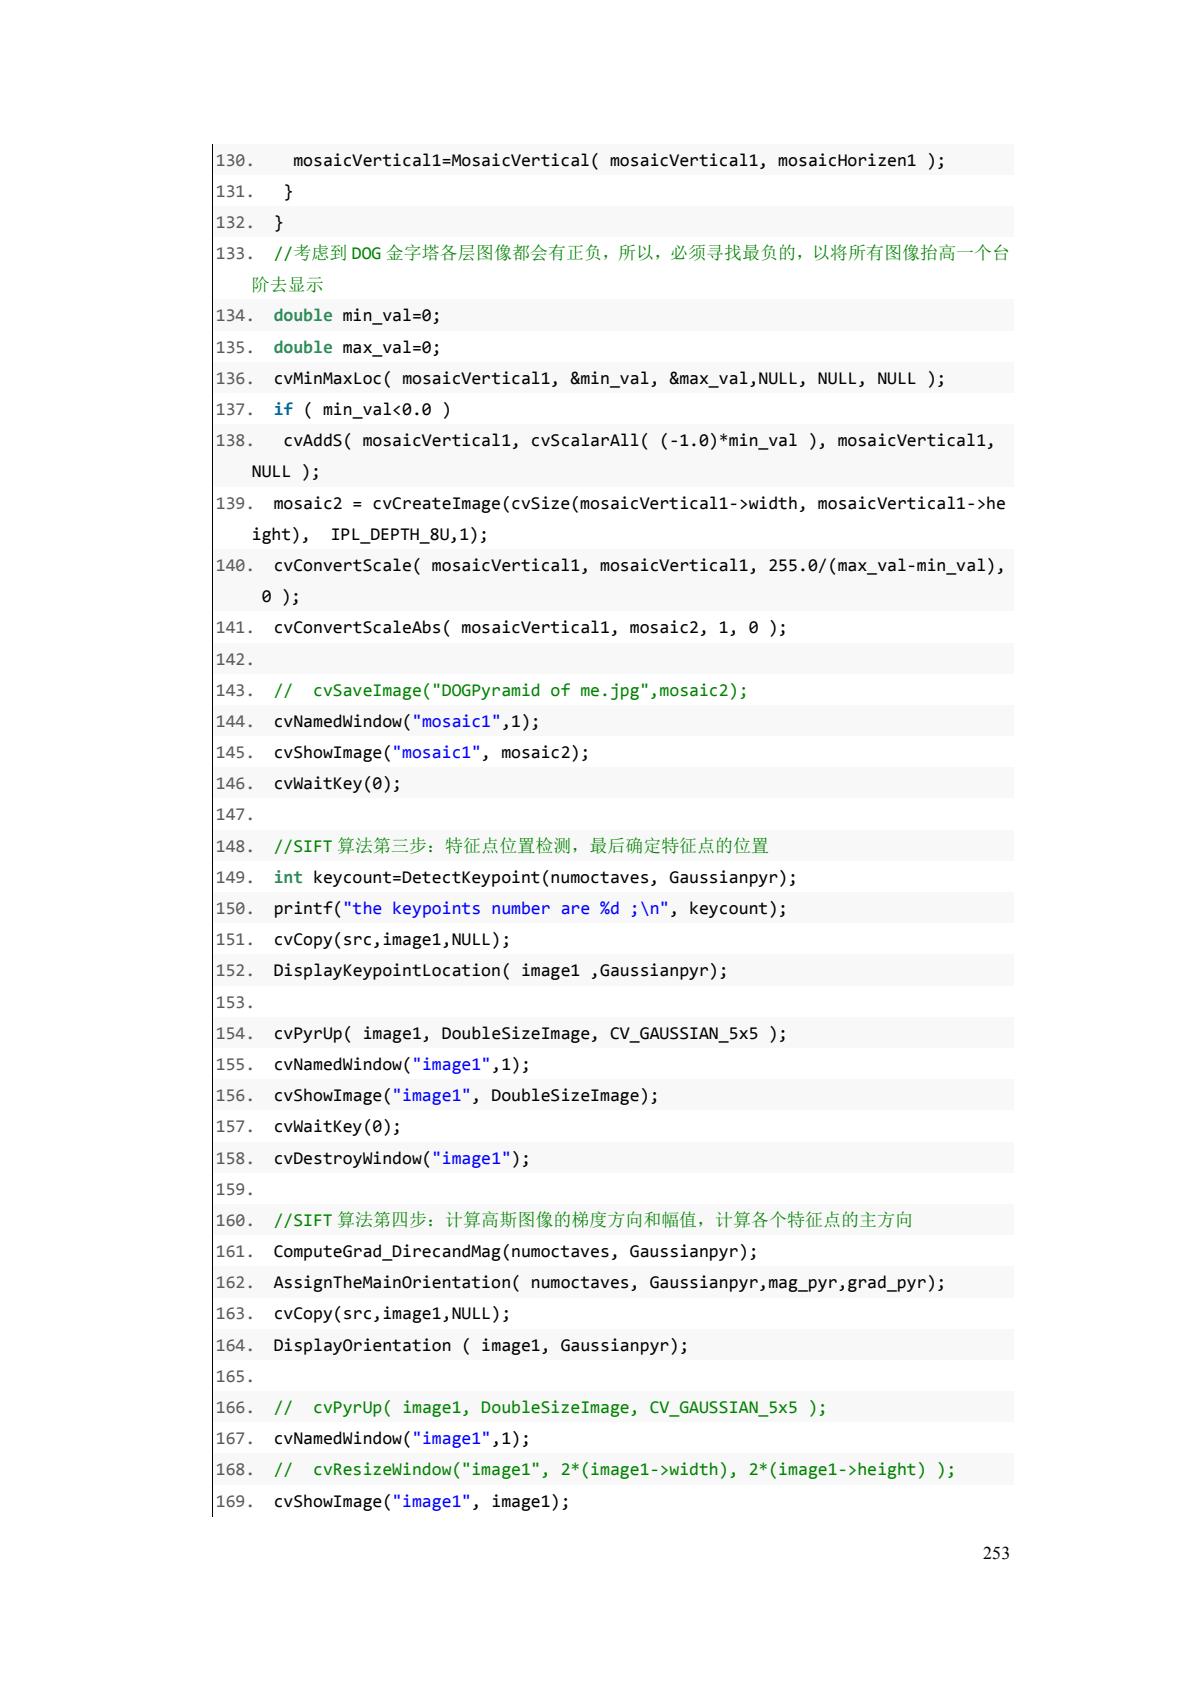 130.    mosaicVertical1=MosaicVertical( mosaicVertical1, mosaicHorizen1 );
131.   }
132.  }
133.  //考虑到 DOG 金字塔各层图像都会有正负，所以，必须寻找最负的，以将所有图像抬高一个台
阶去显示
134.  double min_val=0;
135.  double max_val=0;
136.  cvMinMaxLoc( mosaicVertical1, &min_val, &max_val,NULL, NULL, NULL );
137.  if ( min_val<0.0 )
138.   cvAddS( mosaicVertical1, cvScalarAll( (-1.0)*min_val ), mosaicVertical1,
NULL );
139.  mosaic2 = cvCreateImage(cvSize(mosaicVertical1->width, mosaicVertical1->he
ight),  IPL_DEPTH_8U,1);
140.  cvConvertScale( mosaicVertical1, mosaicVertical1, 255.0/(max_val-min_val),
0 );
141.  cvConvertScaleAbs( mosaicVertical1, mosaic2, 1, 0 );
142.
143.  //  cvSaveImage("DOGPyramid of me.jpg",mosaic2);
144.  cvNamedWindow("mosaic1",1);
145.  cvShowImage("mosaic1", mosaic2);
146.  cvWaitKey(0);
147.
148.  //SIFT 算法第三步：特征点位置检测，最后确定特征点的位置
149.  int keycount=DetectKeypoint(numoctaves, Gaussianpyr);
150.  printf("the keypoints number are %d ;\n", keycount);
151.  cvCopy(src,image1,NULL);
152.  DisplayKeypointLocation( image1 ,Gaussianpyr);
153.
154.  cvPyrUp( image1, DoubleSizeImage, CV_GAUSSIAN_5x5 );
155.  cvNamedWindow("image1",1);
156.  cvShowImage("image1", DoubleSizeImage);
157.  cvWaitKey(0);
158.  cvDestroyWindow("image1");
159.
160.  //SIFT 算法第四步：计算高斯图像的梯度方向和幅值，计算各个特征点的主方向
161.  ComputeGrad_DirecandMag(numoctaves, Gaussianpyr);
162.  AssignTheMainOrientation( numoctaves, Gaussianpyr,mag_pyr,grad_pyr);
163.  cvCopy(src,image1,NULL);
164.  DisplayOrientation ( image1, Gaussianpyr);
165.
166.  //  cvPyrUp( image1, DoubleSizeImage, CV_GAUSSIAN_5x5 );
167.  cvNamedWindow("image1",1);
168.  //  cvResizeWindow("image1", 2*(image1->width), 2*(image1->height) );
169.  cvShowImage("image1", image1);
253